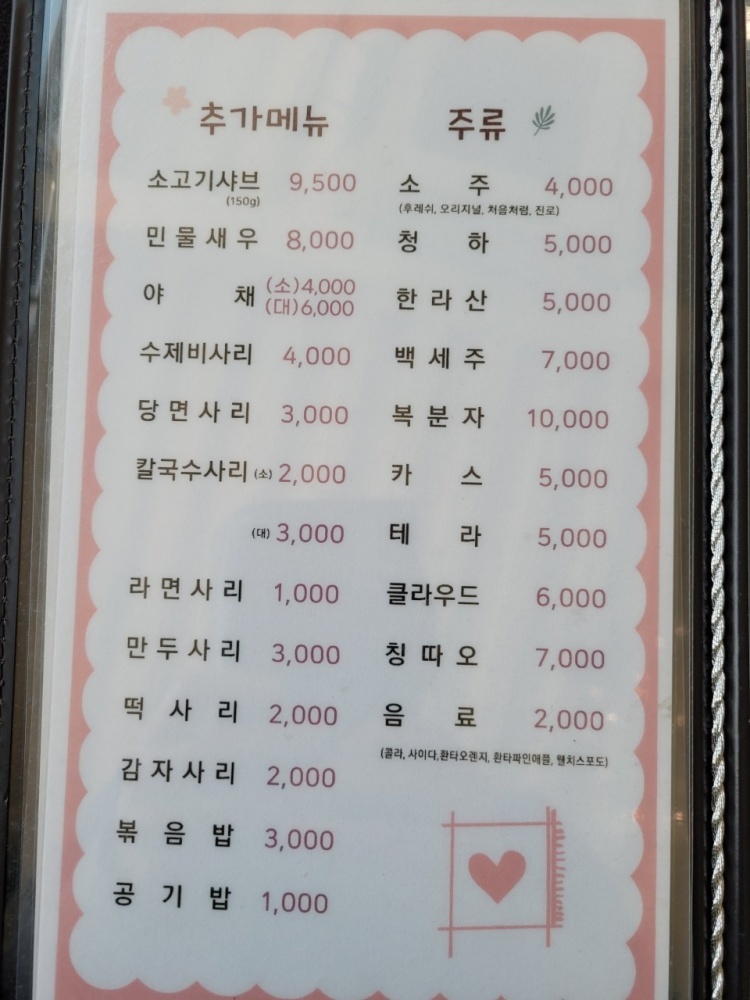 추가메뉴
소고기샤브 9,500
(150g)
민물새우 8,000
야채 (소)4,000
(대)6,000
수제비사리 4,000
당면사리 3,000
칼국수사리 (소) 2,000
(대) 3,000
라면사리 1,000
만두사리 3,000
떡사리 2,000
감자사리 2,000
볶음밥 3,000
공기밥 1,000
주류
소주 4,000
(후레쉬, 오리지널, 처음처럼, 진로)
청하 5,000
한라산 5,000
백세주 7,000
복분자 10,000
카스 5,000
테라 5,000
클라우드 6,000
칭따오 7,000
음료 2,000
(콜라, 사이다,환타오렌지, 환타파인애플, 웰치스포도)